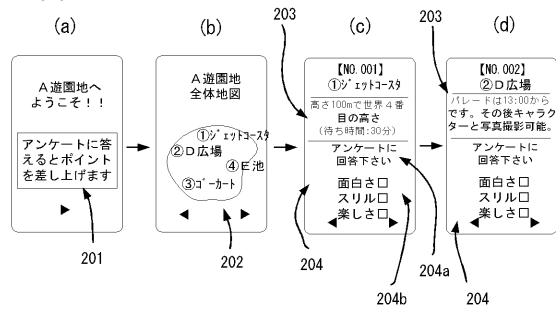 (a)
(b)
(c)
(d)
A遊園地へ
ようこそ！！
アンケートに答
えるとポイント
を差し上げます
201
A遊園地
全体地図
①ジェットコースタ
②D広場
④E池
③ゴーカート
202
203
【NO.001】
①ジェットコースタ
高さ100mで世界４番
目の高さ
(待ち時間:30分)
アンケートに
回答下さい
面白さ□
スリル□
楽しさ□
204
204b
204a
203
【NO.002】
②D広場
パレードは13:00から
です。その後キャラク
ターと写真撮影可能。
アンケートに
回答下さい
面白さ□
スリル□
楽しさ□
204